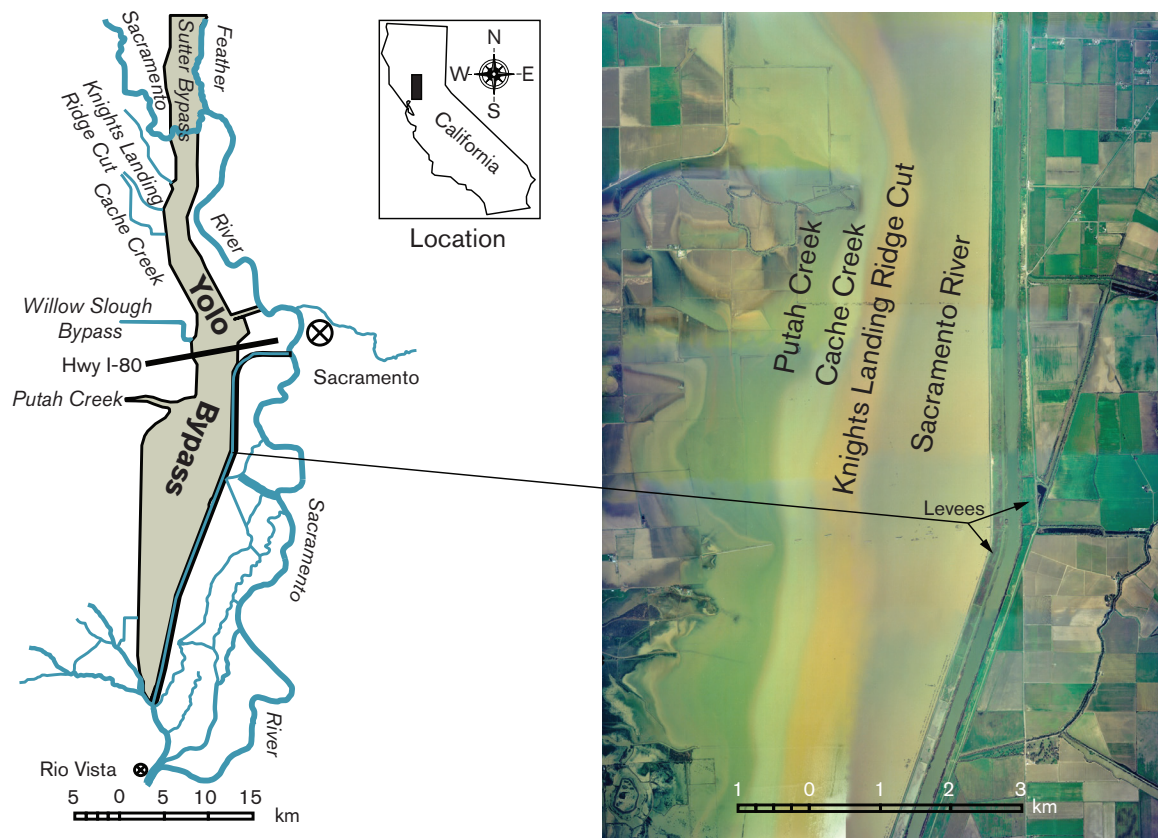 Sacramento
Feather
Sutter Bypass
Knights Landing
Ridge Cut
Cache Creek
River
Willow Slough
Bypass
Yolo
Hwy I-80
Sacramento
Putah Creek
Bypass
Sacramento
River
Rio Vista
5 0 5 10 15
km
N
W E
S
California
Location
Putah Creek
Cache Creek
Knights Landing Ridge Cut
Sacramento River
Levees
1 0 1 2 3
km